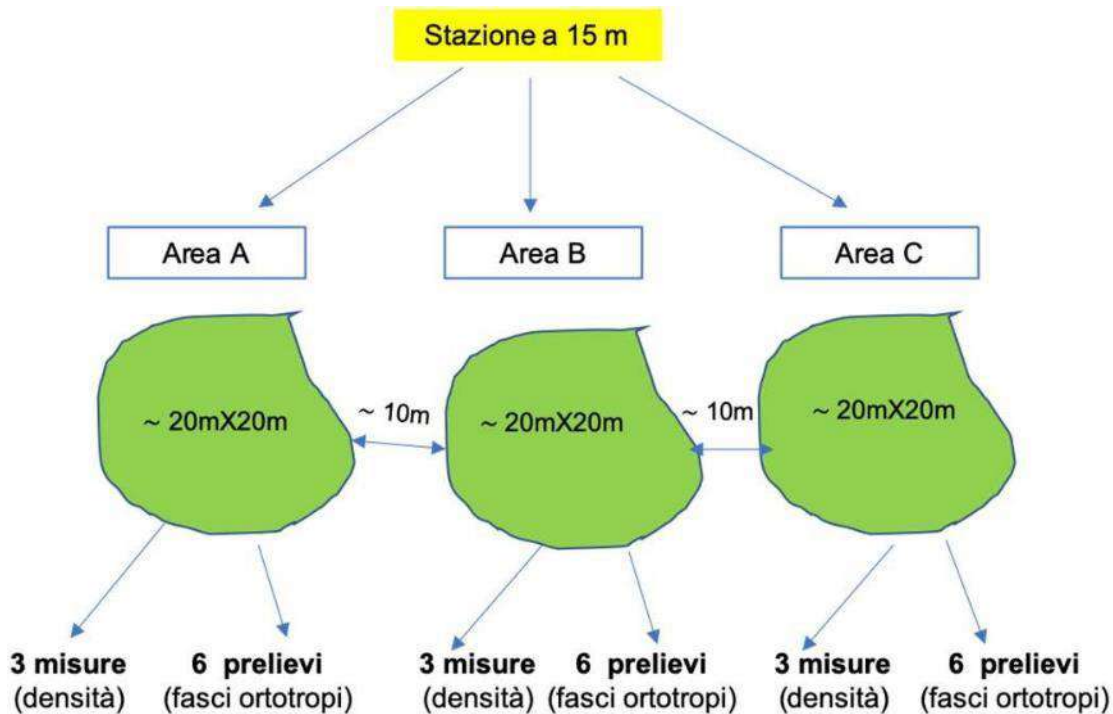 Stazione a 15 m
Area A
Area B
Area C
~ 20mX20m
~ 10m
~ 20mX20m
~ 10m
~ 20mX20m
3 misure
(densità)
6 prelievi
(fasci ortotropi)
3 misure
(densità)
6 prelievi
(fasci ortotropi)
3 misure
(densità)
6 prelievi
(fasci ortotropi)